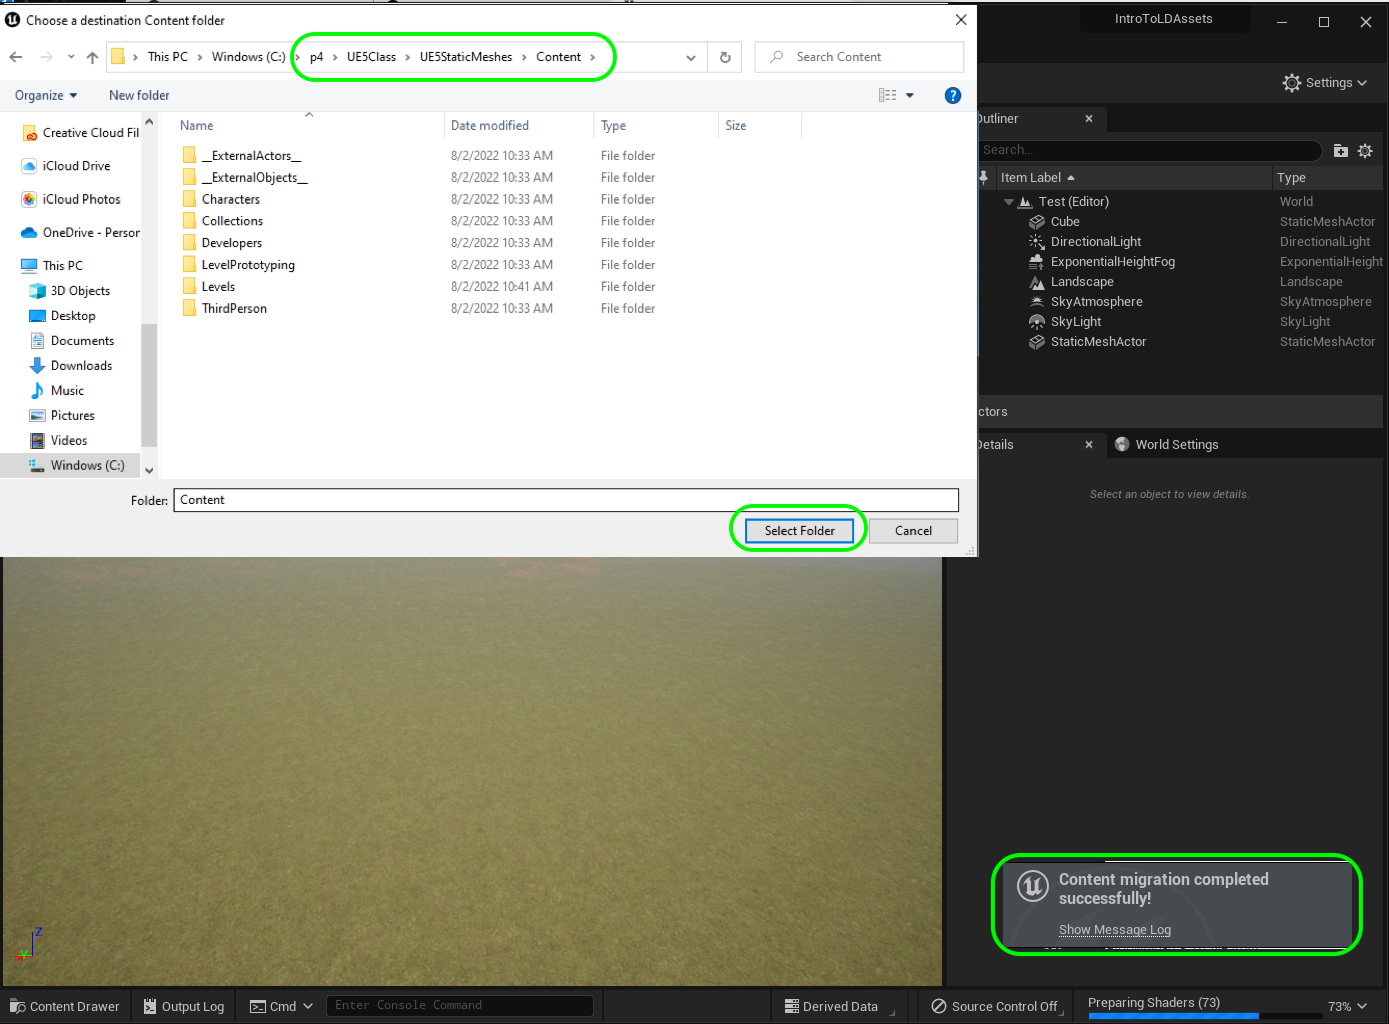 Choose a destination Content folder
IntroToLDAssets
This PC > Windows (C:) > p4 > UE5Class > UE5StaticMeshes > Content >
Search Content
Settings
Organize
New folder
Outliner
Name
Date modified
Type
Size
Search...
Item Label
Type
Creative Cloud Fil
iCloud Drive
iCloud Photos
OneDrive - Person
This PC
3D Objects
Desktop
Documents
Downloads
Music
Pictures
Videos
Windows (C:)
__ExternalActors__ 8/2/2022 10:33 AM File folder
__ExternalObjects__ 8/2/2022 10:33 AM File folder
Characters 8/2/2022 10:33 AM File folder
Collections 8/2/2022 10:33 AM File folder
Developers 8/2/2022 10:33 AM File folder
LevelPrototyping 8/2/2022 10:33 AM File folder
Levels 8/2/2022 10:41 AM File folder
ThirdPerson 8/2/2022 10:33 AM File folder
Test (Editor) World
Cube StaticMeshActor
DirectionalLight DirectionalLight
ExponentialHeightFog ExponentialHeight
Landscape Landscape
SkyAtmosphere SkyAtmosphere
SkyLight SkyLight
StaticMeshActor StaticMeshActor
ctors
Details
World Settings
Select an object to view details.
Folder: Content
Select Folder
Cancel
Content migration completed
successfully!
Show Message Log
Z
Y
Content Drawer
Output Log
Cmd
Enter Console Command
Derived Data
Source Control Off
Preparing Shaders (73)
73%